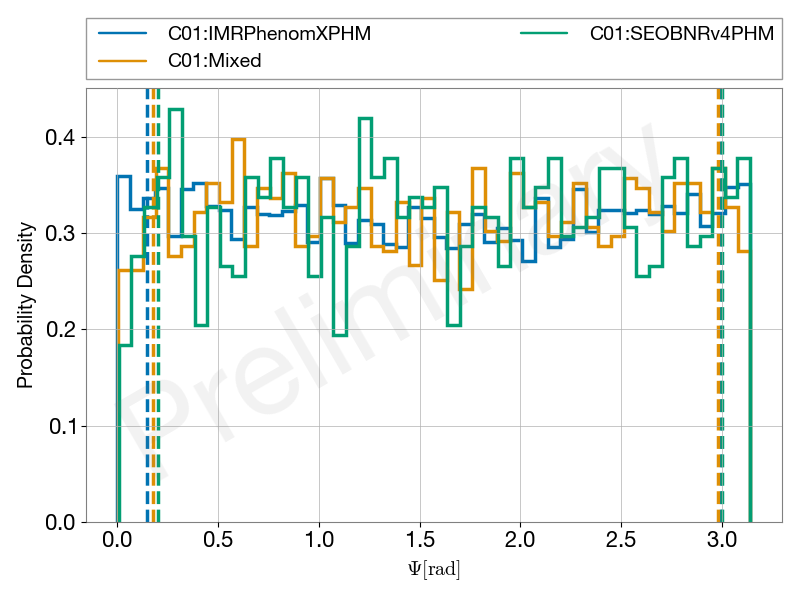 C01:IMRPhenomXPHM
C01:Mixed
C01:SEOBNRv4PHM
Probability Density
0.4
0.3
0.2
0.1
0.0
Preliminary
0.0 0.5 1.0 1.5 2.0 2.5 3.0
Ψ[rad]